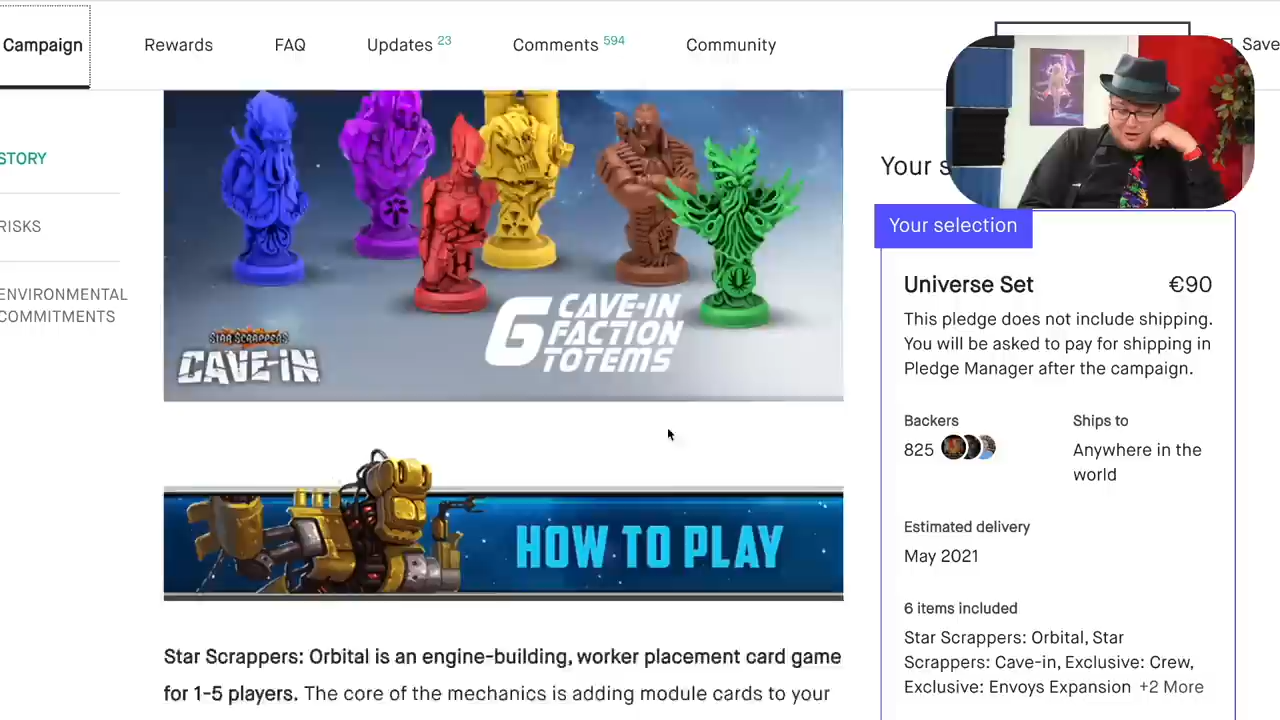 Campaign
Rewards
FAQ
Updates 23
Comments 594
Community
Save
STORY
RISKS
ENVIRONMENTAL
COMMITMENTS
6 CAVE-IN
FACTION
TOTEMS
STAR SCRAPPERS
CAVE-IN
HOW TO PLAY
Star Scrappers: Orbital is an engine-building, worker placement card game
for 1-5 players. The core of the mechanics is adding module cards to your
Your s
Your selection
Universe Set €90
This pledge does not include shipping.
You will be asked to pay for shipping in
Pledge Manager after the campaign.
Backers
825
Ships to
Anywhere in the
world
Estimated delivery
May 2021
6 items included
Star Scrappers: Orbital, Star
Scrappers: Cave-in, Exclusive: Crew,
Exclusive: Envoys Expansion +2 More